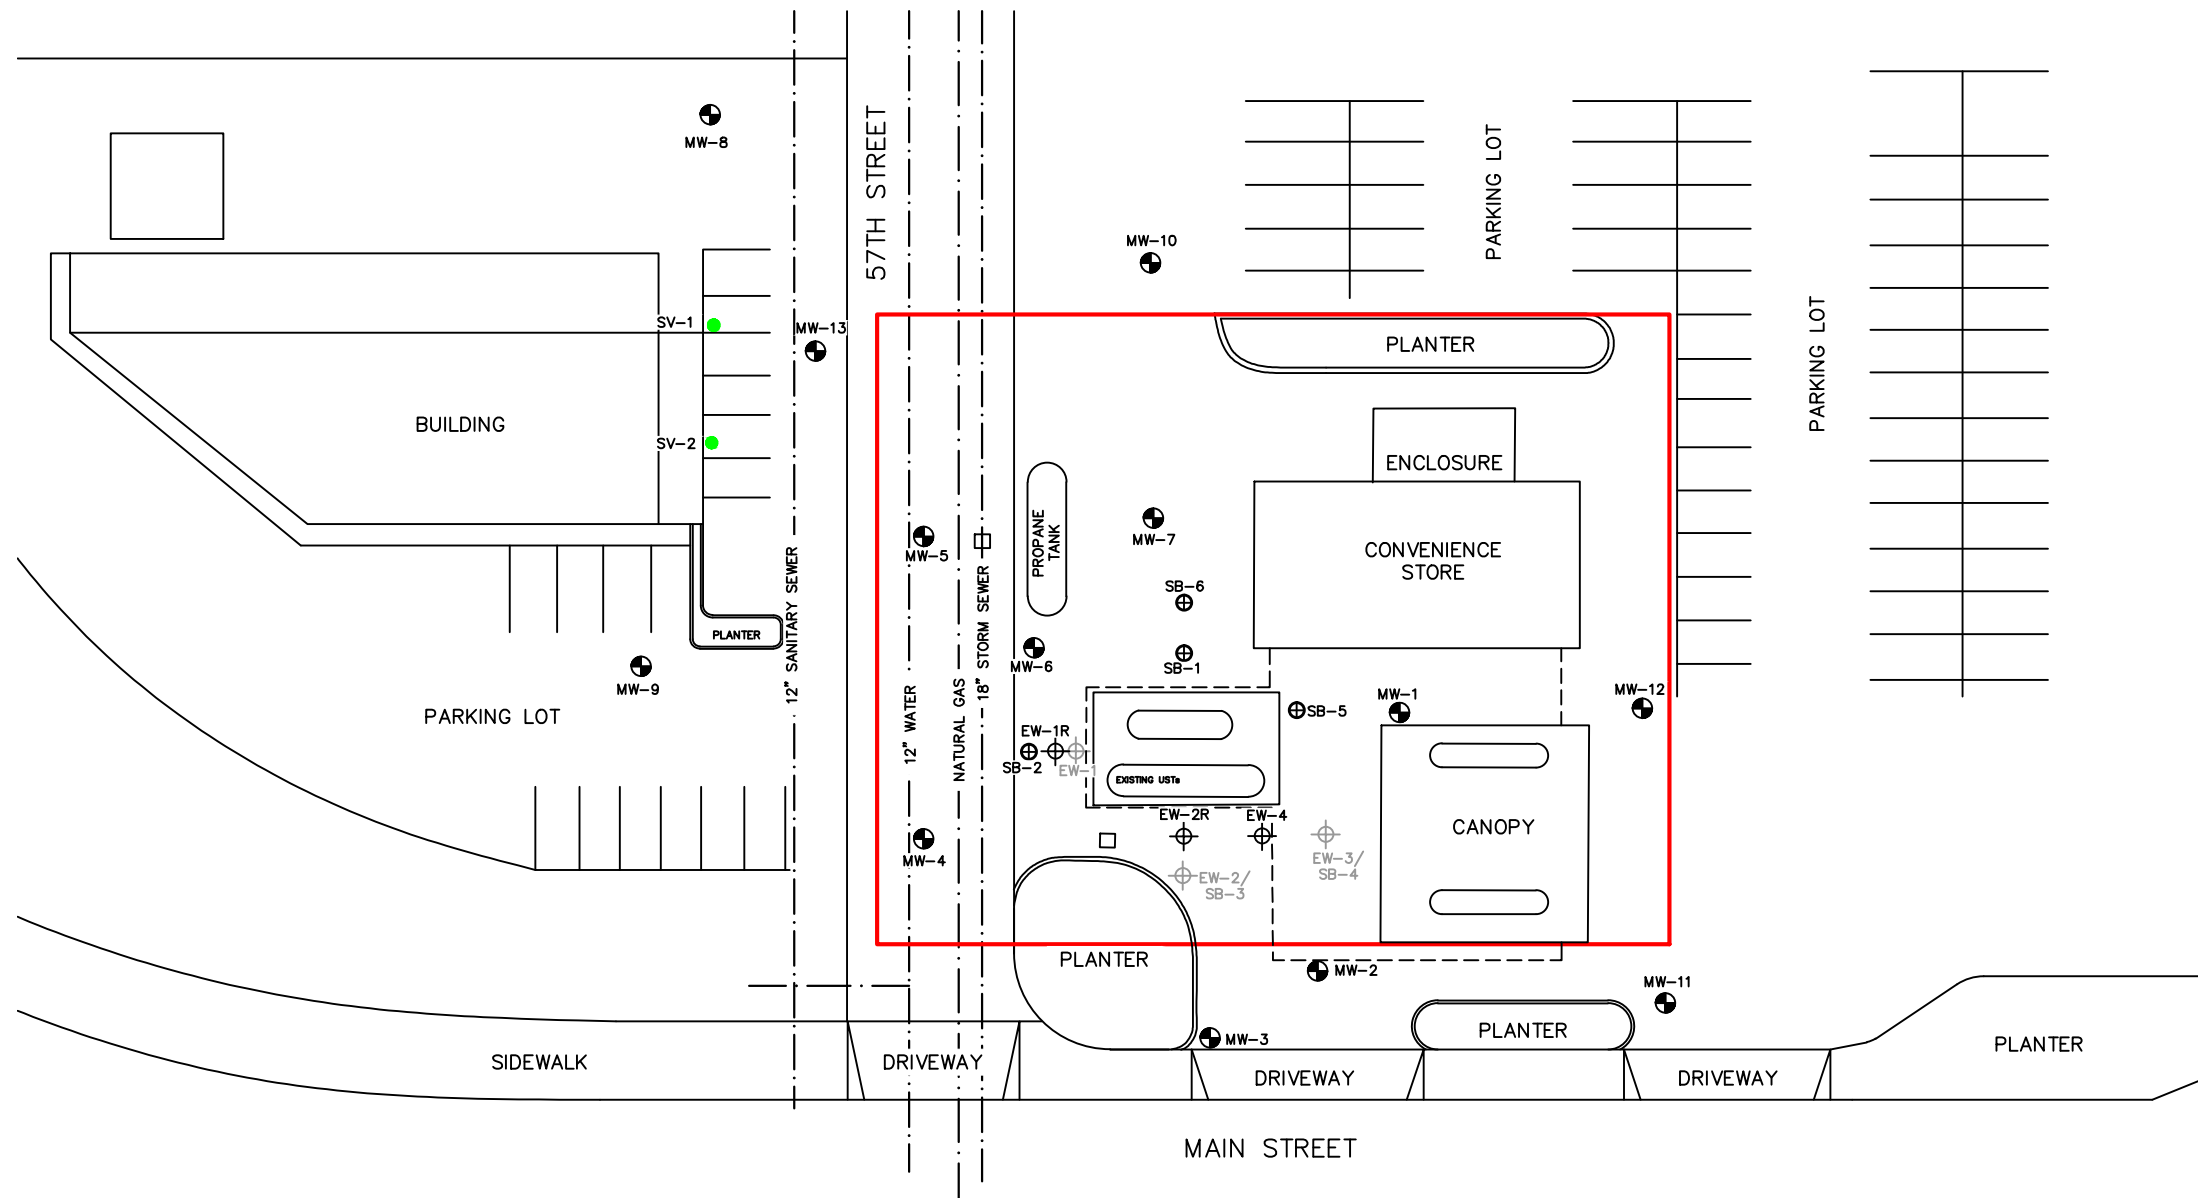 MW-8
57TH STREET
PARKING LOT
MW-10
SV-1
MW-13
PLANTER
PARKING LOT
BUILDING
SV-2
ENCLOSURE
PROPANE
TANK
MW-7
MW-5
CONVENIENCE
STORE
12" SANITARY SEWER
18" STORM SEWER
SB-6
PLANTER
MW-6
SB-1
MW-9
12" WATER
NATURAL GAS
PARKING LOT
MW-1
MW-12
SB-5
EW-1R
SB-2
EW-1
EXISTING USTs
EW-2R
EW-4
CANOPY
MW-4
EW-3/
SB-4
EW-2/
SB-3
PLANTER
MW-2
MW-11
PLANTER
MW-3
PLANTER
SIDEWALK
DRIVEWAY
DRIVEWAY
DRIVEWAY
MAIN STREET